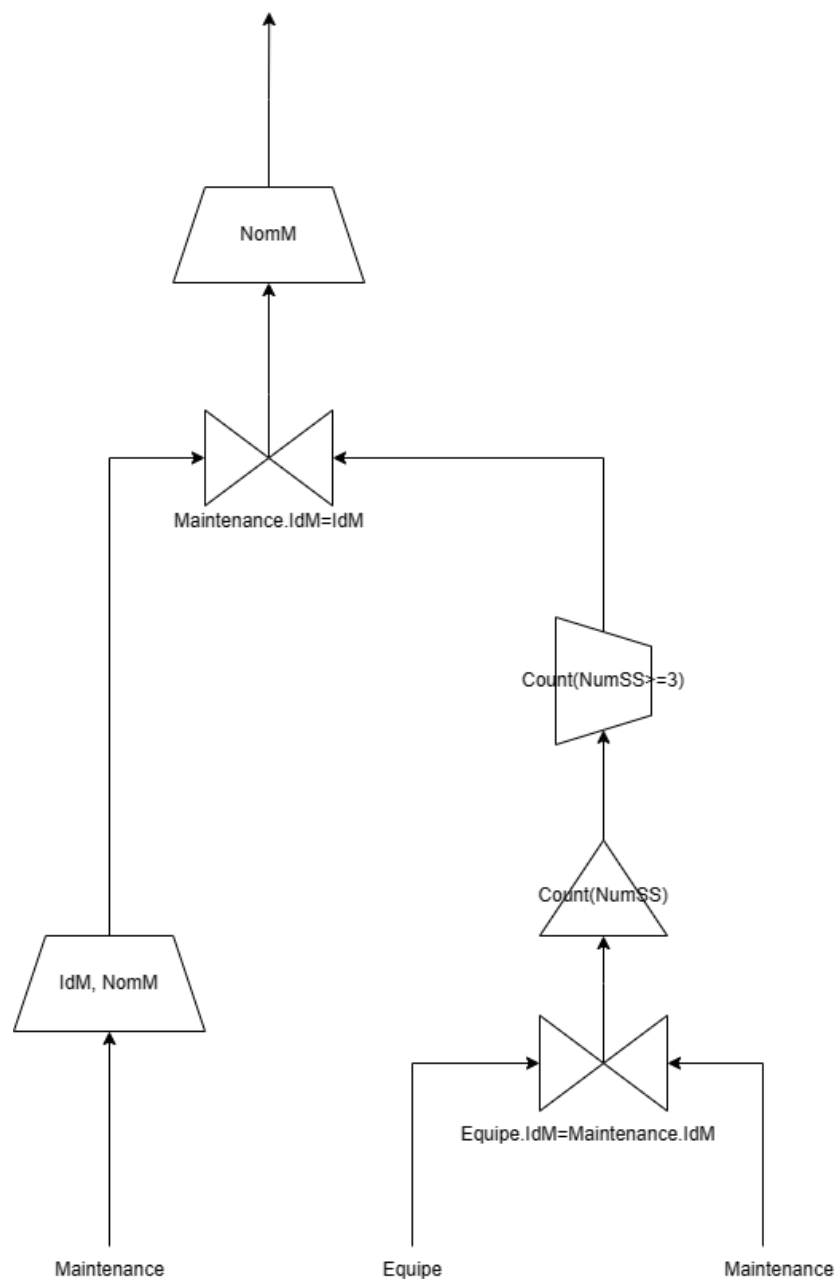 NomM
Maintenance.IdM=IdM
Count(NumSS>=3)
Count(NumSS)
IdM, NomM
Equipe.IdM=Maintenance.IdM
Maintenance
Equipe
Maintenance